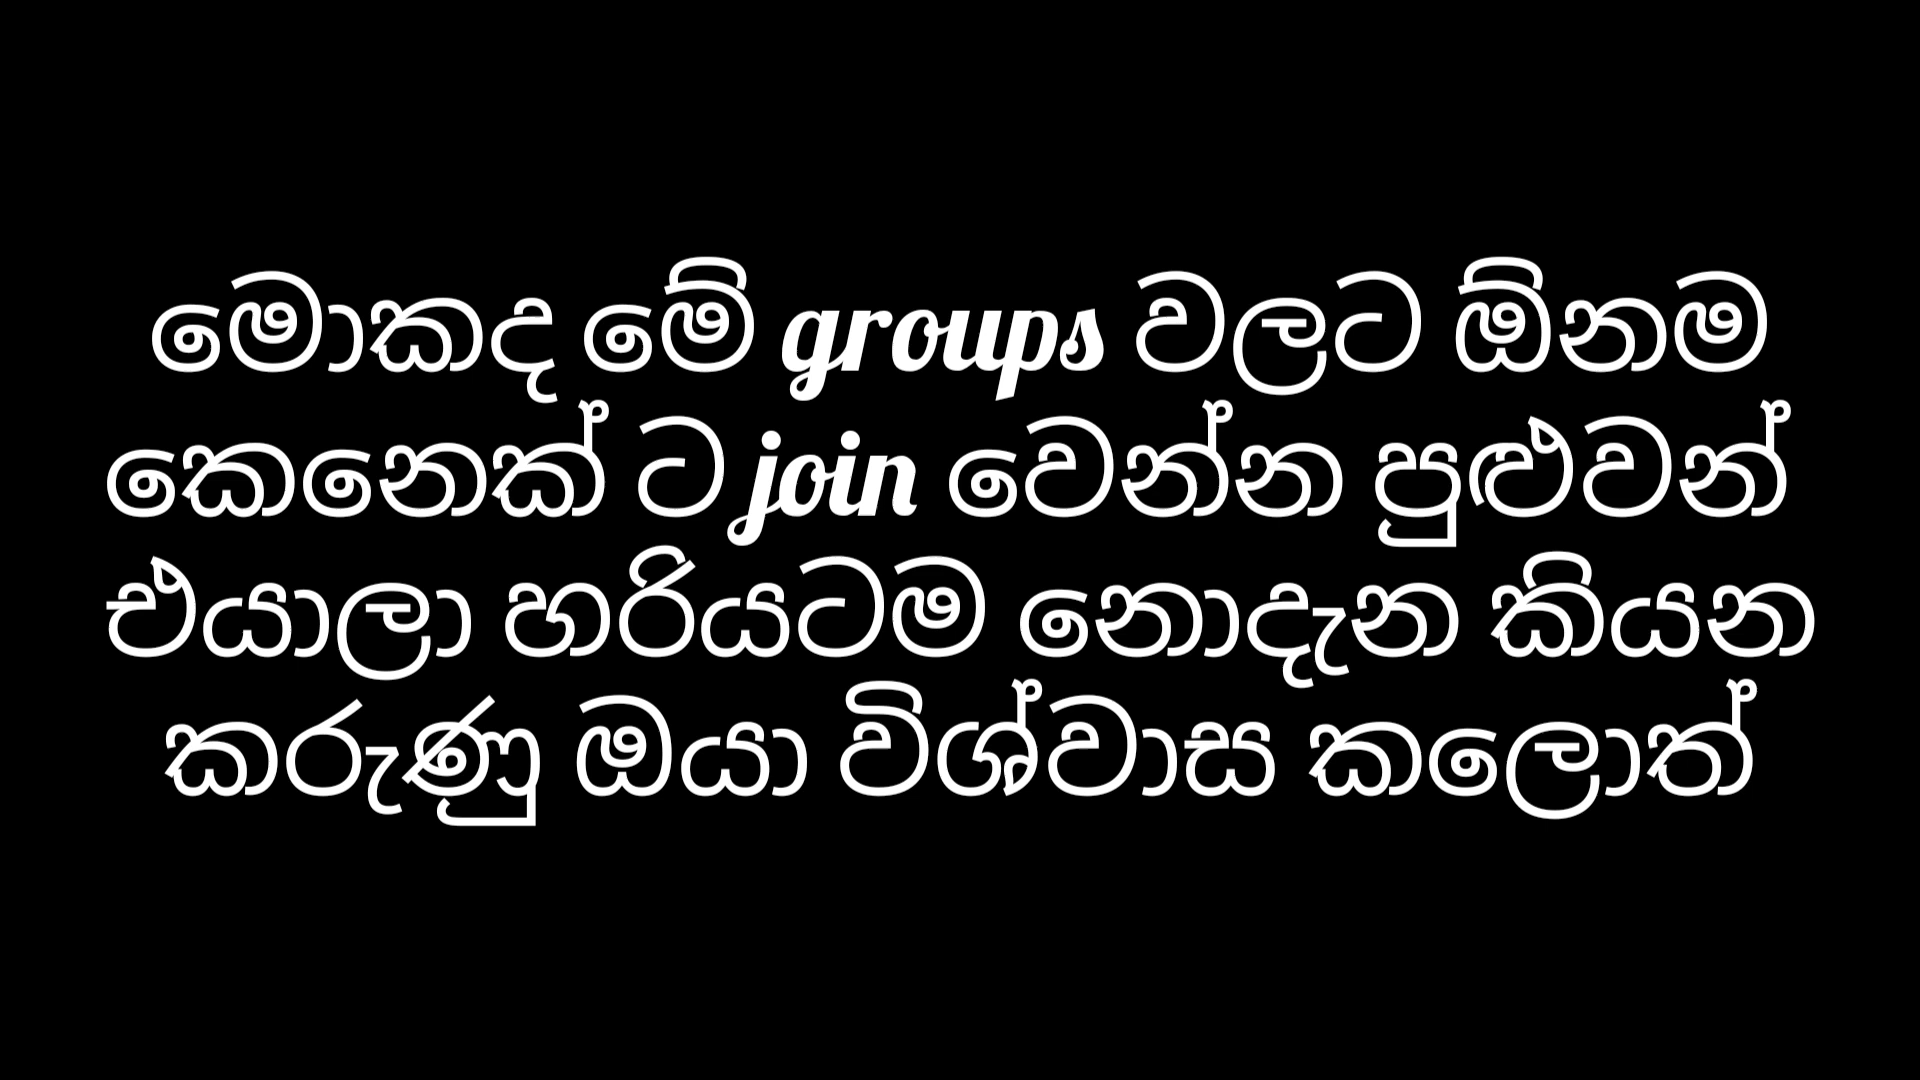 මොකද මේ groups වලට ඕනම
කෙනෙක් ට join වෙන්න පුළුවන්
එයාලා හරියටම නොදැන කියන
කරුණු ඔයා විශ්වාස කලොත්